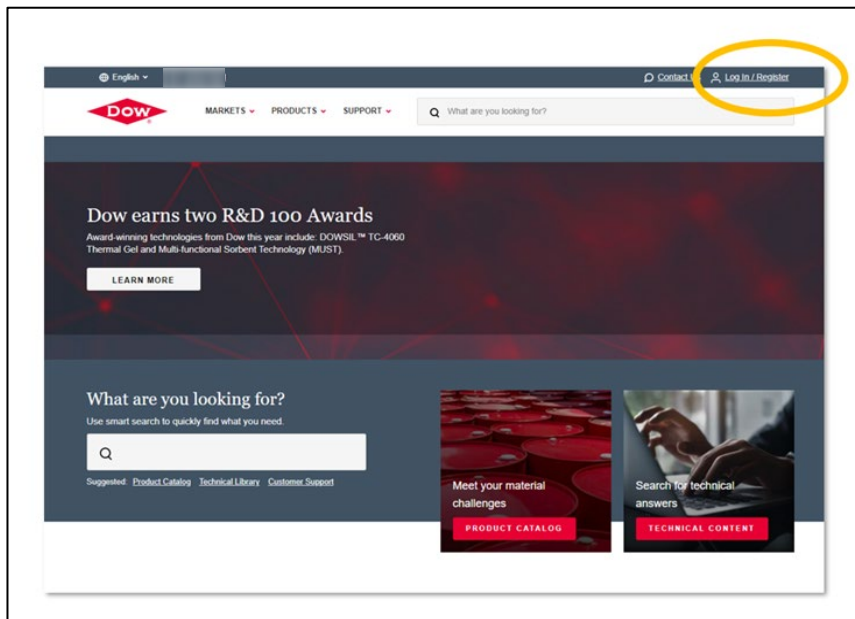 English
Contact
Log In / Register
DOW
MARKETS
PRODUCTS
SUPPORT
What are you looking for?
Dow earns two R&D 100 Awards
Award-winning technologies from Dow this year include: DOWSIL™ TC-4060
Thermal Gel and Multi-functional Sorbent Technology (MUST).
LEARN MORE
What are you looking for?
Use smart search to quickly find what you need.
Suggested: Product Catalog Technical Library Customer Support
Meet your material
challenges
PRODUCT CATALOG
Search for technical
answers
TECHNICAL CONTENT